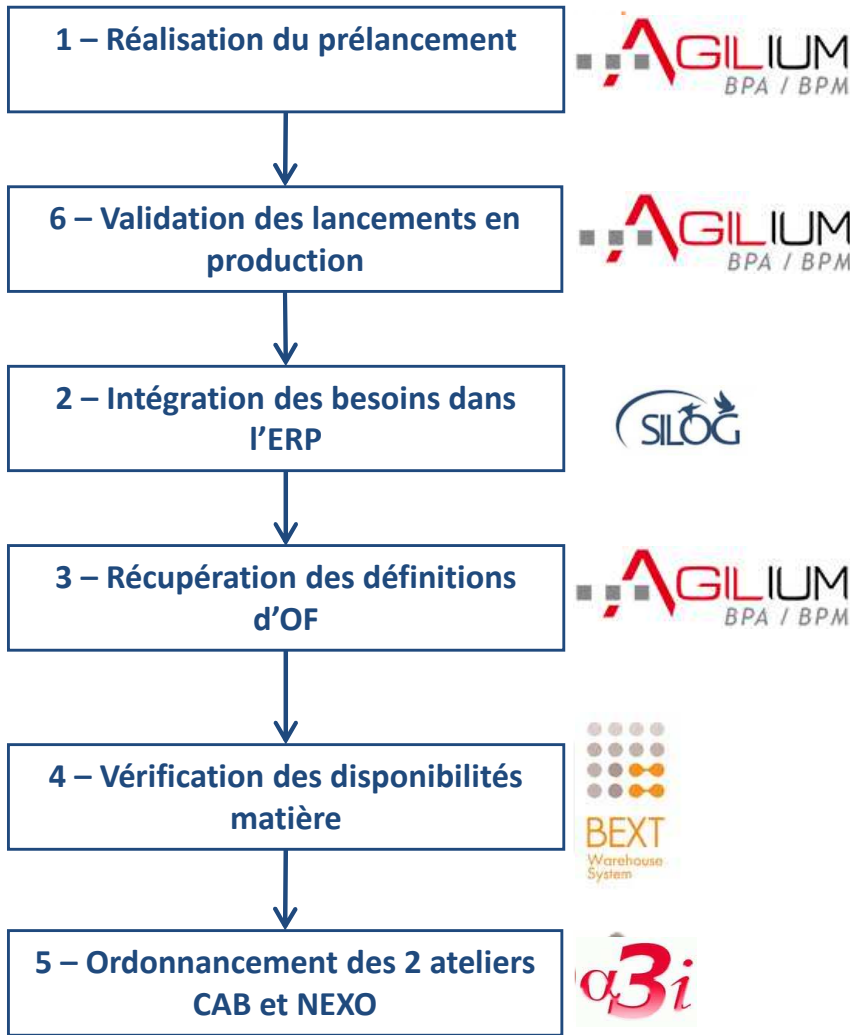 1 – Réalisation du prélancement
AGILIUM
BPA / BPM
6 – Validation des lancements en
production
AGILIUM
BPA / BPM
2 – Intégration des besoins dans
l’ERP
SILOG
3 – Récupération des définitions
d’OF
AGILIUM
BPA / BPM
4 – Vérification des disponibilités
matière
BEXT
Warehouse
System
5 – Ordonnancement des 2 ateliers
CAB et NEXO
α3i